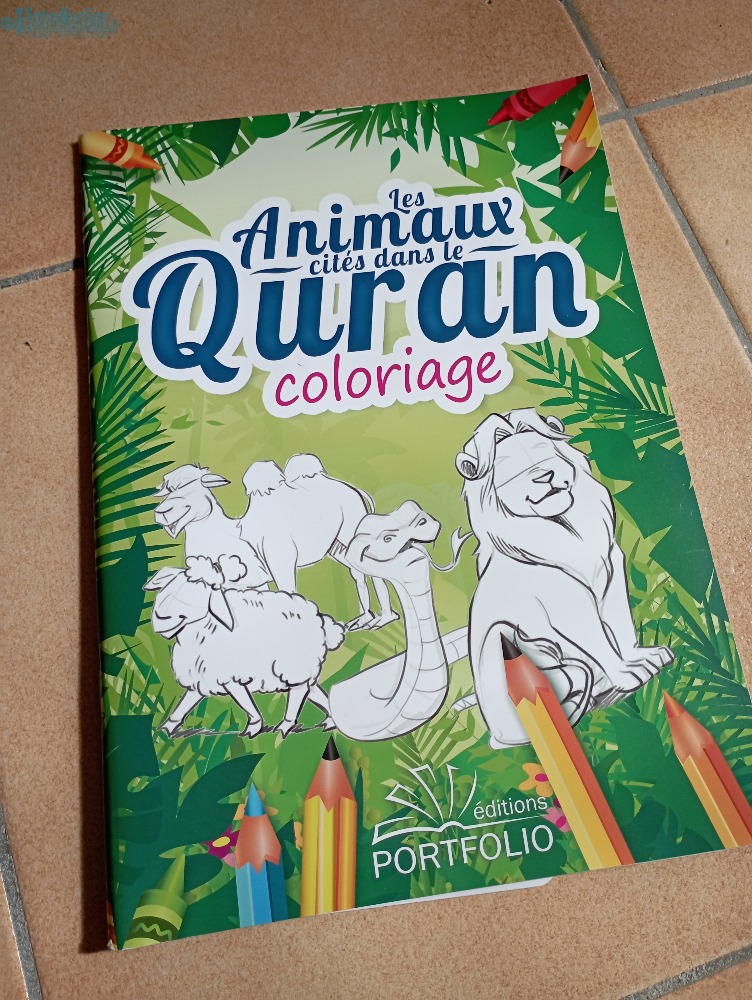 Les
Animaux
cités dans le
Quran
coloriage
éditions
PORTFOLIO